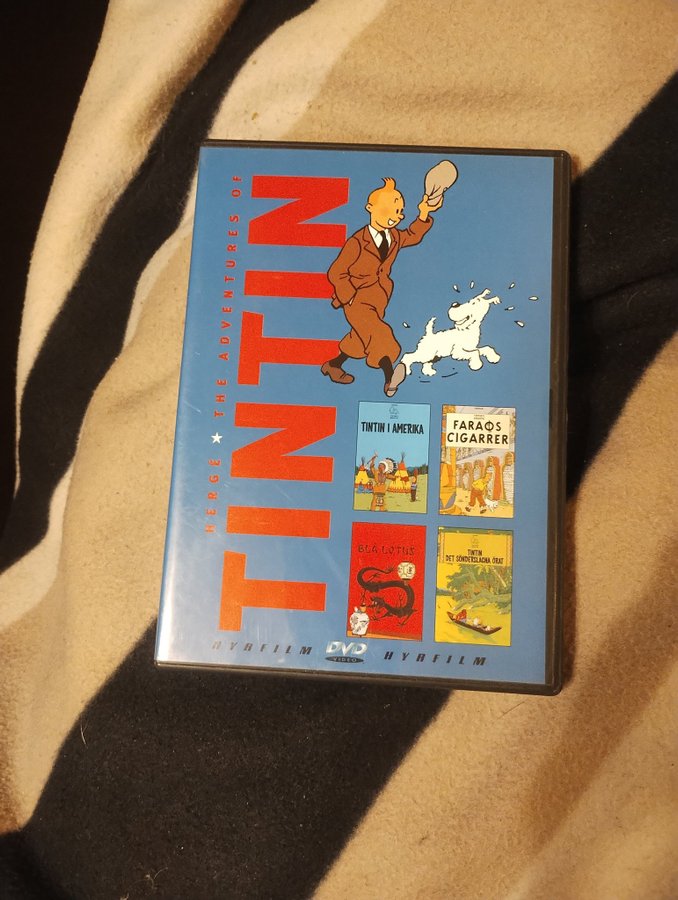 HERGÉ ★ THE ADVENTURES OF
TINTIN
TINTIN I AMERIKA
FARAOS
CIGARRER
BLÅ LOTUS
TINTIN
DET SÖNDERSLAGNA ÖRAT
HYRFILM DVD HYRFILM
VIDEO